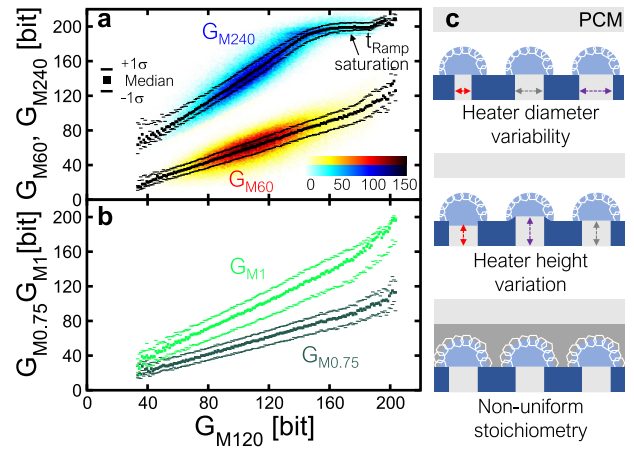 a
G_M60, G_M240 [bit]
200
160
120
80
40
0
+1σ
Median
-1σ
G_M240
t_Ramp
saturation
G_M60
0 50 100 150
b
G_M0.75 G_M1 [bit]
200
160
120
80
40
0
G_M1
G_M0.75
0 40 80 120 160 200
G_M120 [bit]
c
PCM
Heater diameter
variability
Heater height
variation
Non-uniform
stoichiometry